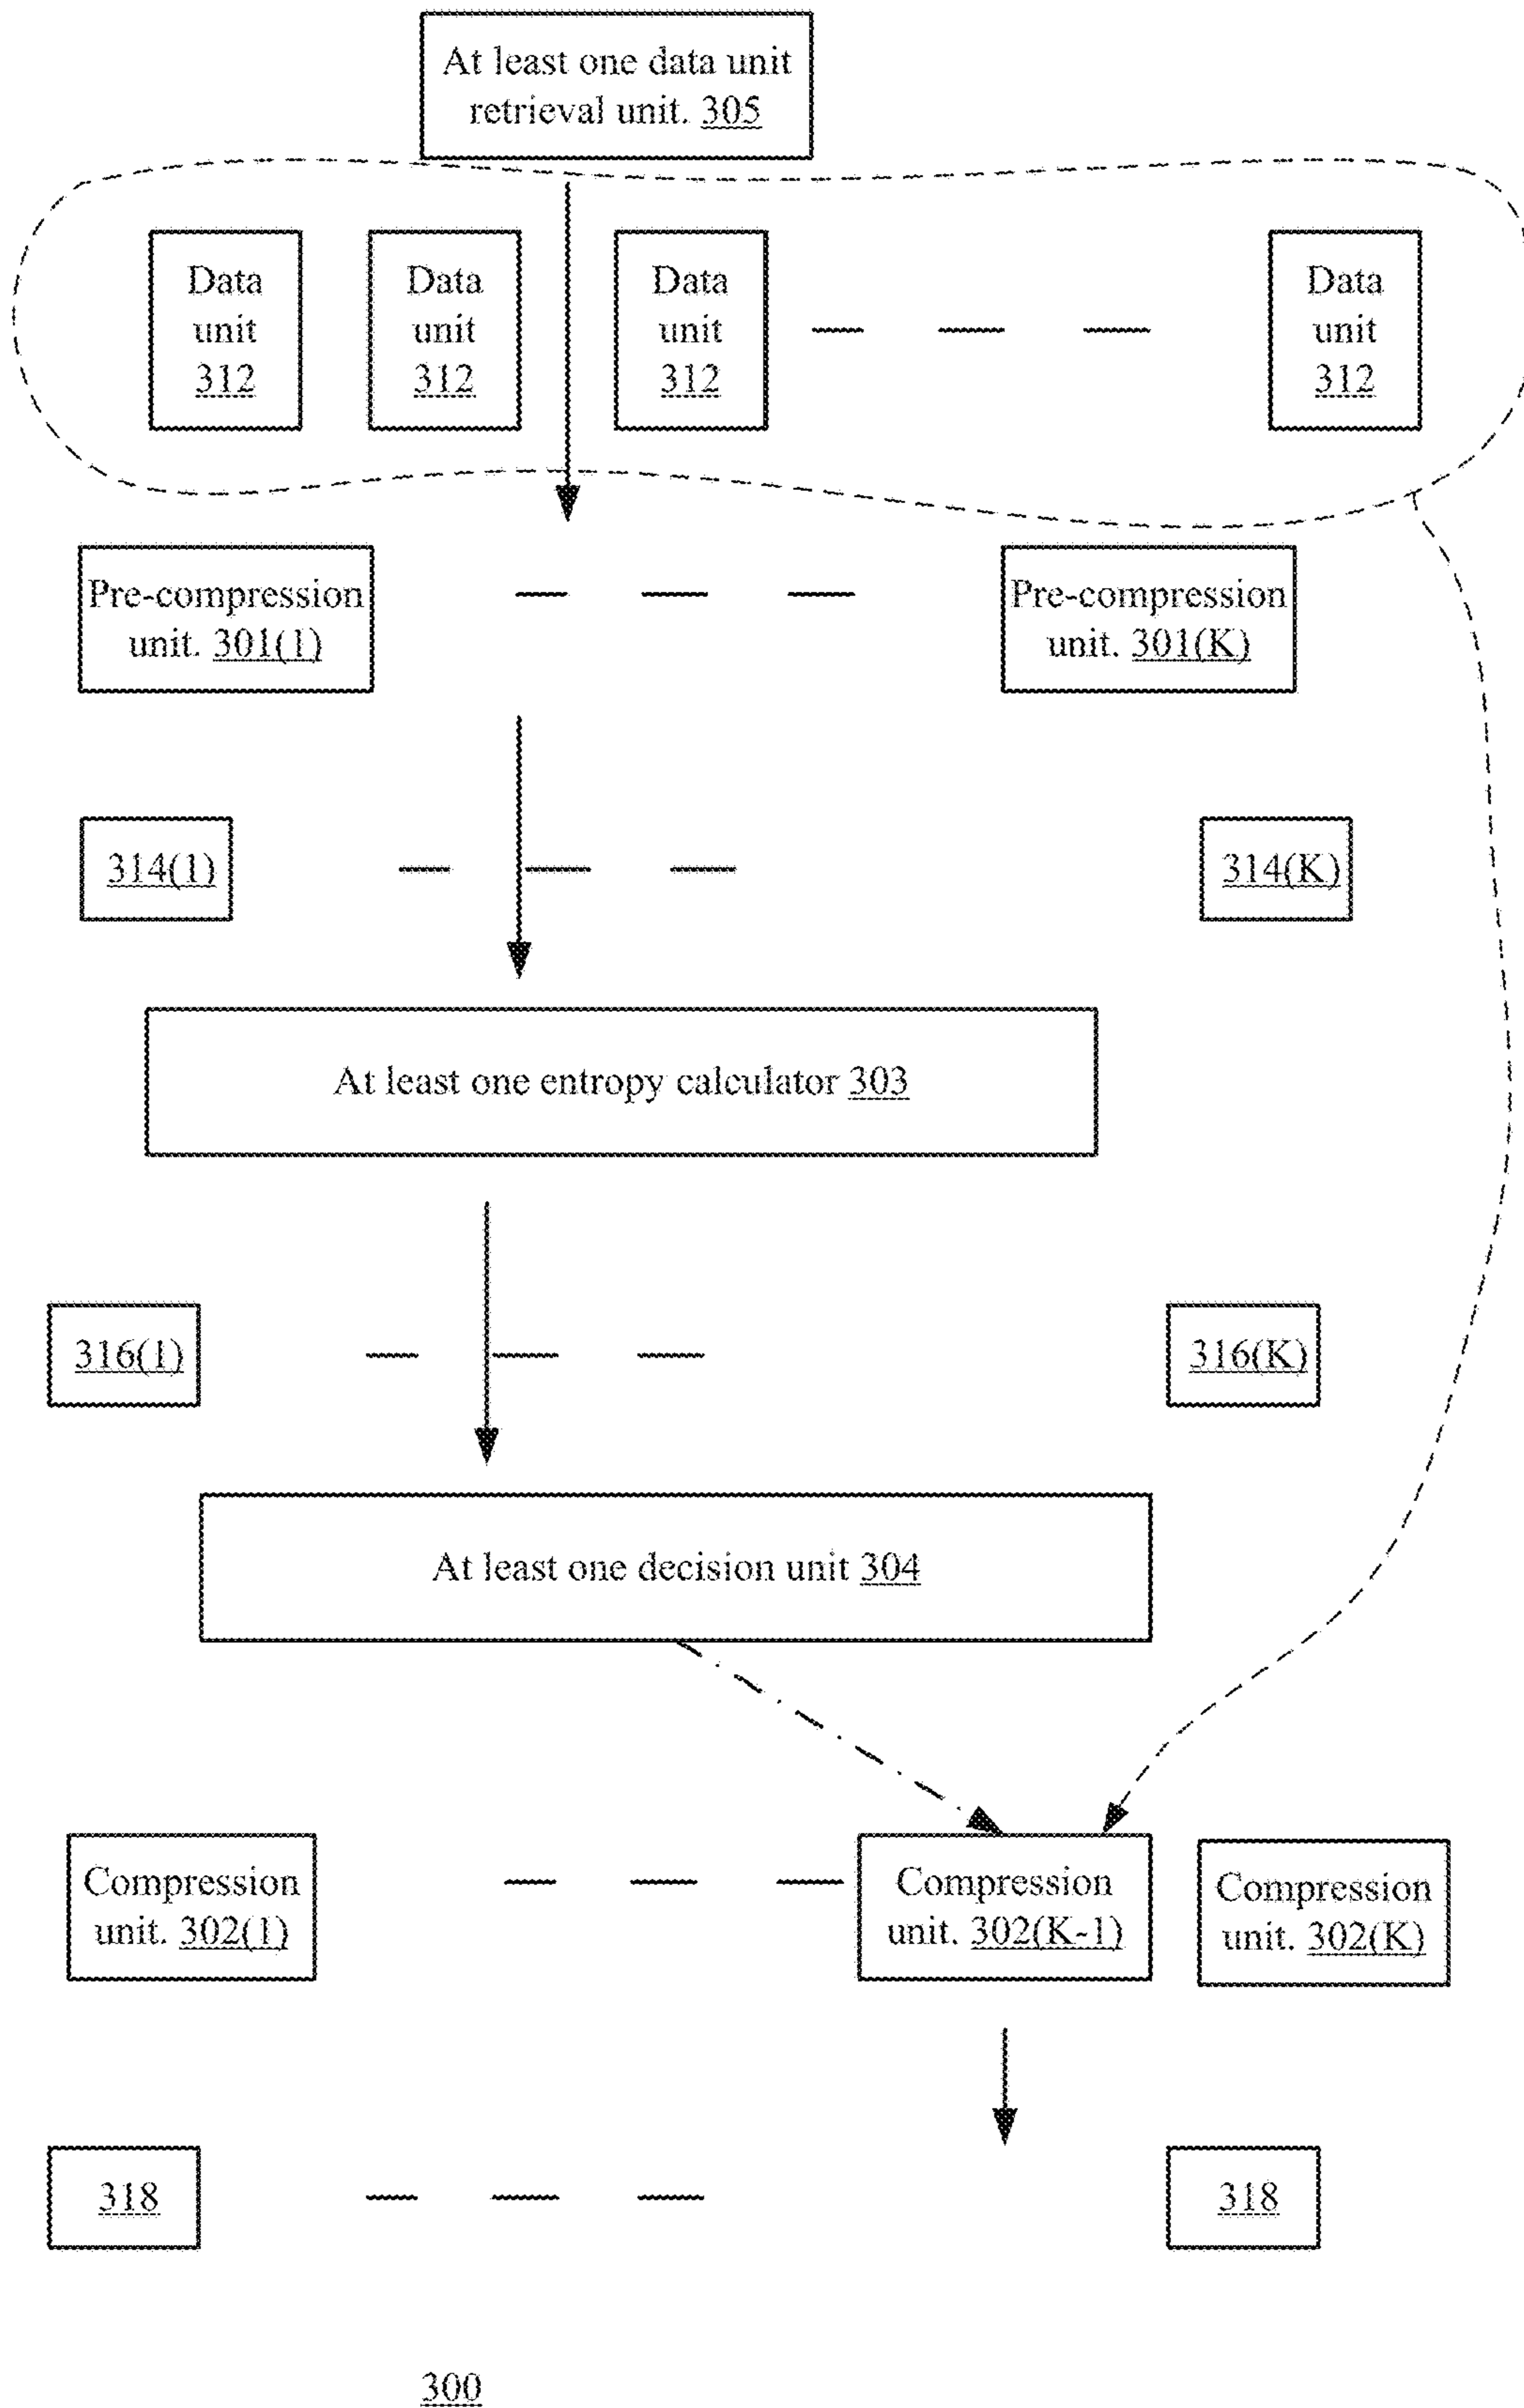 At least one data unit
retrieval unit. 305
Data
unit
312
Data
unit
312
Data
unit
312
Data
unit
312
Pre-compression
unit. 301(1)
Pre-compression
unit. 301(K)
314(1)
314(K)
At least one entropy calculator 303
316(1)
316(K)
At least one decision unit 304
Compression
unit. 302(1)
Compression
unit. 302(K-1)
Compression
unit. 302(K)
318
318
300